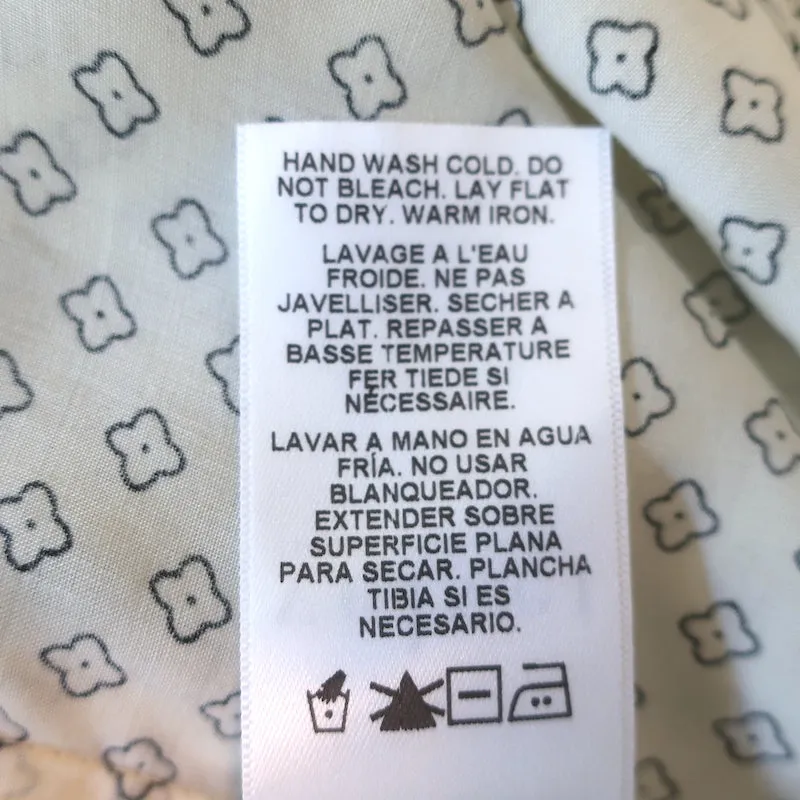 HAND WASH COLD. DO
NOT BLEACH. LAY FLAT
TO DRY. WARM IRON.
LAVAGE A L'EAU
FROIDE. NE PAS
JAVELLISER. SECHER A
PLAT. REPASSER A
BASSE TEMPERATURE
FER TIEDE SI
NÉCESSAIRE.
LAVAR A MANO EN AGUA
FRÍA. NO USAR
BLANQUEADOR.
EXTENDER SOBRE
SUPERFICIE PLANA
PARA SECAR. PLANCHA
TIBIA SI ES
NECESARIO.